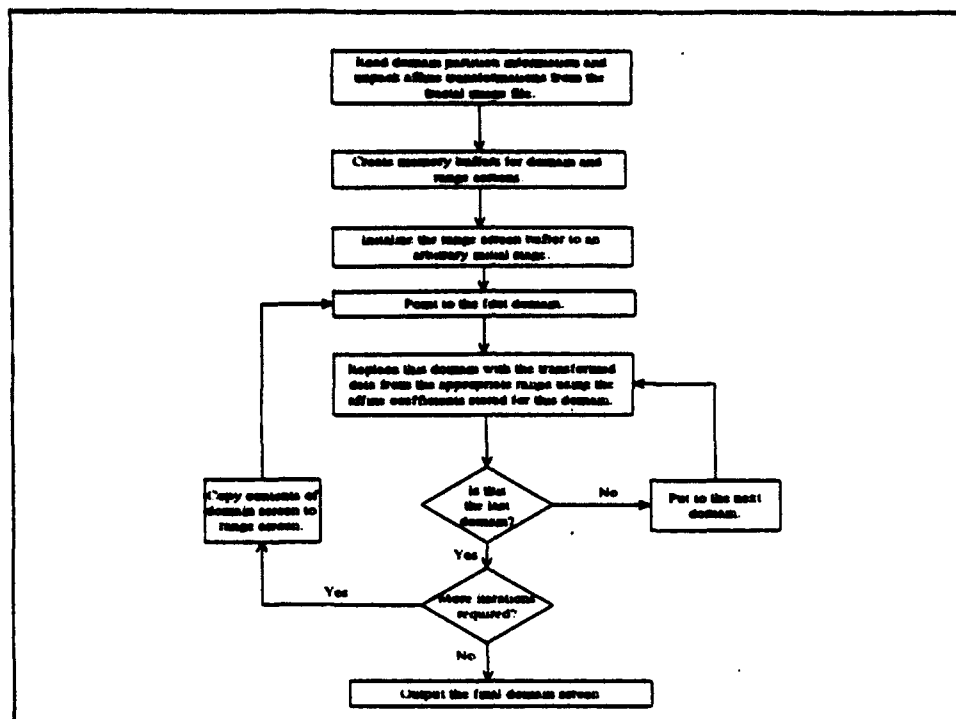 Read domain partition information and
unpack affine transformations from the
fractal image file.
Create memory buffers for domain and
range screens.
Initialize the range screen buffer to an
arbitrary initial image.
Point to the first domain.
Replace this domain with the transformed
data from the appropriate range using the
affine coefficients stored for this domain.
Copy contents of
domain screen to
range screen.
Is this
the last
domain?
No
to the next
domain.
Yes
Yes
More iterations
required?
No
Output the final domain screen